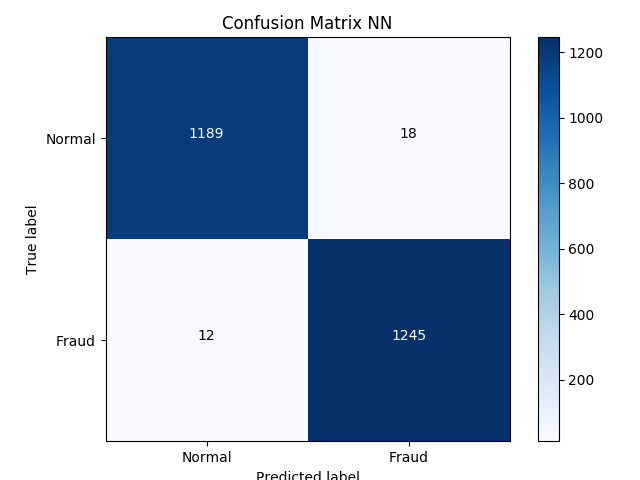 Confusion Matrix NN
1200
1000
800
600
400
200
Normal
Fraud
True label
1189
18
12
1245
Normal
Fraud
Predicted label